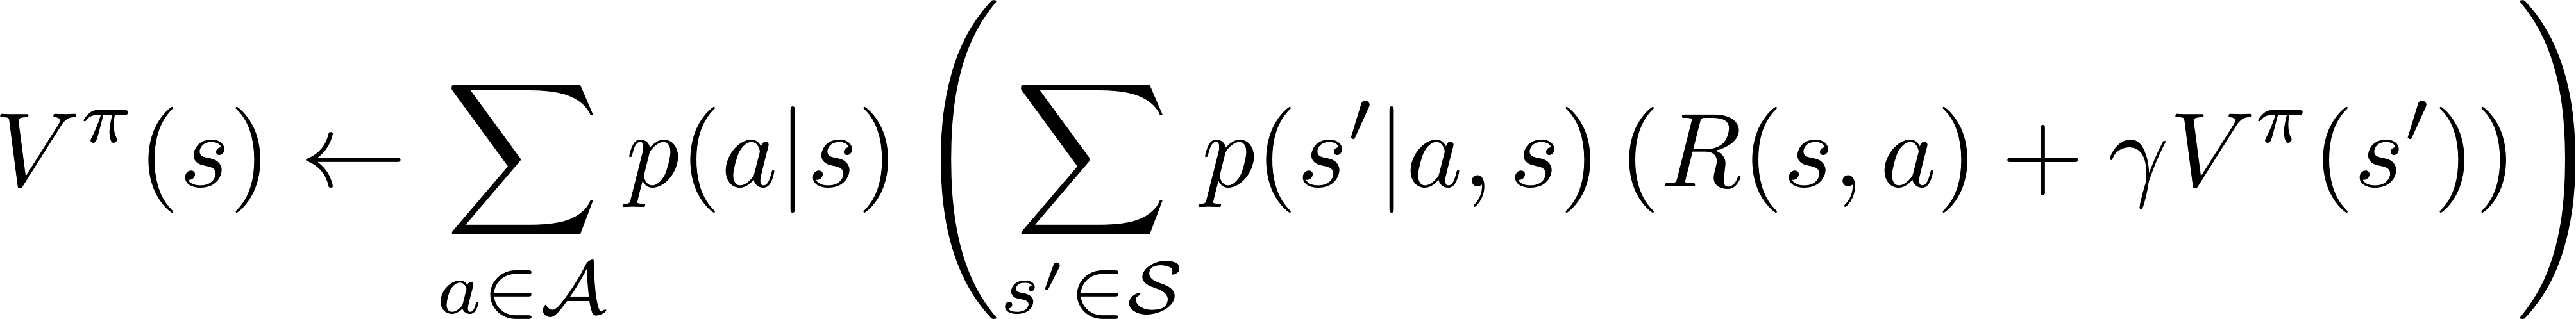 V^π(s) ← ∑_{a∈𝒜} p(a|s) (∑_{s′∈𝒮} p(s′|a, s) (R(s, a) + γV^π(s′)))